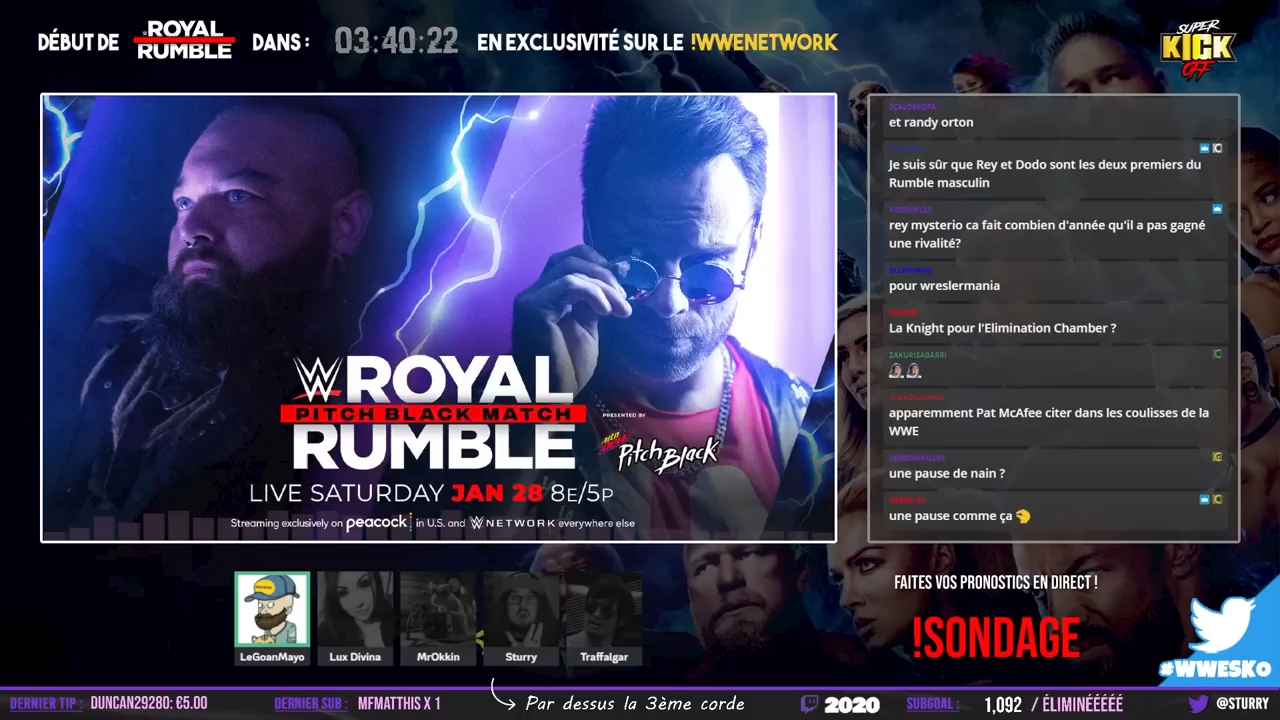 DÉBUT DE ROYAL RUMBLE DANS : 03:40:22 EN EXCLUSIVITÉ SUR LE !WWENETWORK
SUPER
KICK
OFF
et randy orton
Je suis sûr que Rey et Dodo sont les deux premiers du
Rumble masculin
rey mysterio ca fait combien d'année qu'il a pas gagné
une rivalité?
pour wreslermania
La Knight pour l'Elimination Chamber ?
ZAKURISABARRI
apparemment Pat McAfee citer dans les coulisses de la
WWE
une pause de nain ?
une pause comme ça
W ROYAL
PITCH BLACK MATCH
RUMBLE
PRESENTED BY
Pitch Black
LIVE SATURDAY JAN 28 8E/5P
Streaming exclusively on peacock in U.S. and W NETWORK everywhere else
LeGoanMayo
Lux Divina
MrOkkin
Sturry
Traffalgar
FAITES VOS PRONOSTICS EN DIRECT !
!SONDAGE
#WWESKO
DERNIER TIP : DUNCAN29280: €5.00
DERNIER SUB : MFMATTHIS X 1
Par dessus la 3ème corde
2020
SUBGOAL : 1,092 / ÉLIMINÉÉÉÉÉ
@STURRY